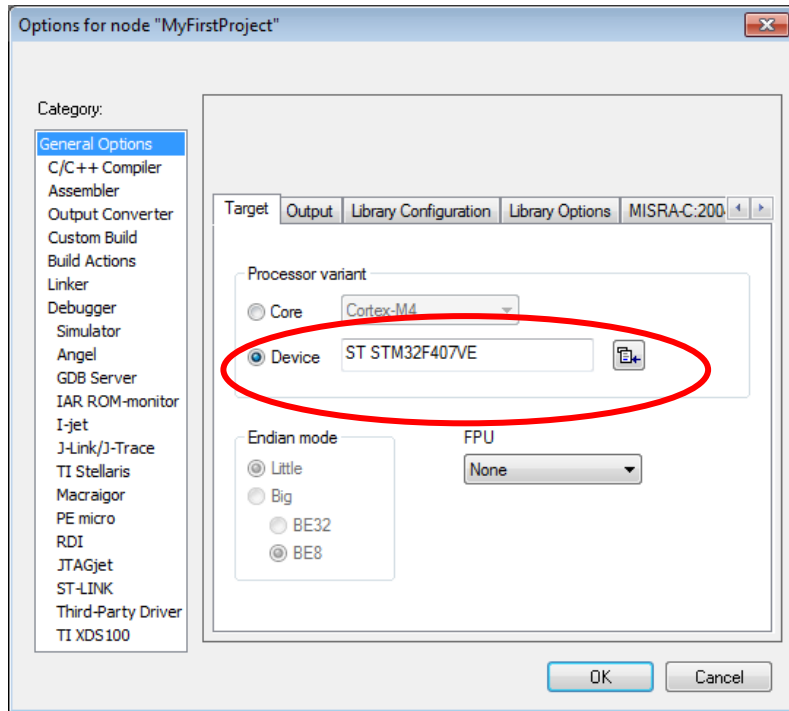 Options for node "MyFirstProject"
Category:
General Options
C/C++ Compiler
Assembler
Output Converter
Custom Build
Build Actions
Linker
Debugger
Simulator
Angel
GDB Server
IAR ROM-monitor
I-jet
J-Link/J-Trace
TI Stellaris
Macraigor
PE micro
RDI
JTAGjet
ST-LINK
Third-Party Driver
TI XDS100
Target Output Library Configuration Library Options MISRA-C:200
Processor variant
Core Cortex-M4
Device ST STM32F407VE
Endian mode
Little
Big
BE32
BE8
FPU
None
OK Cancel